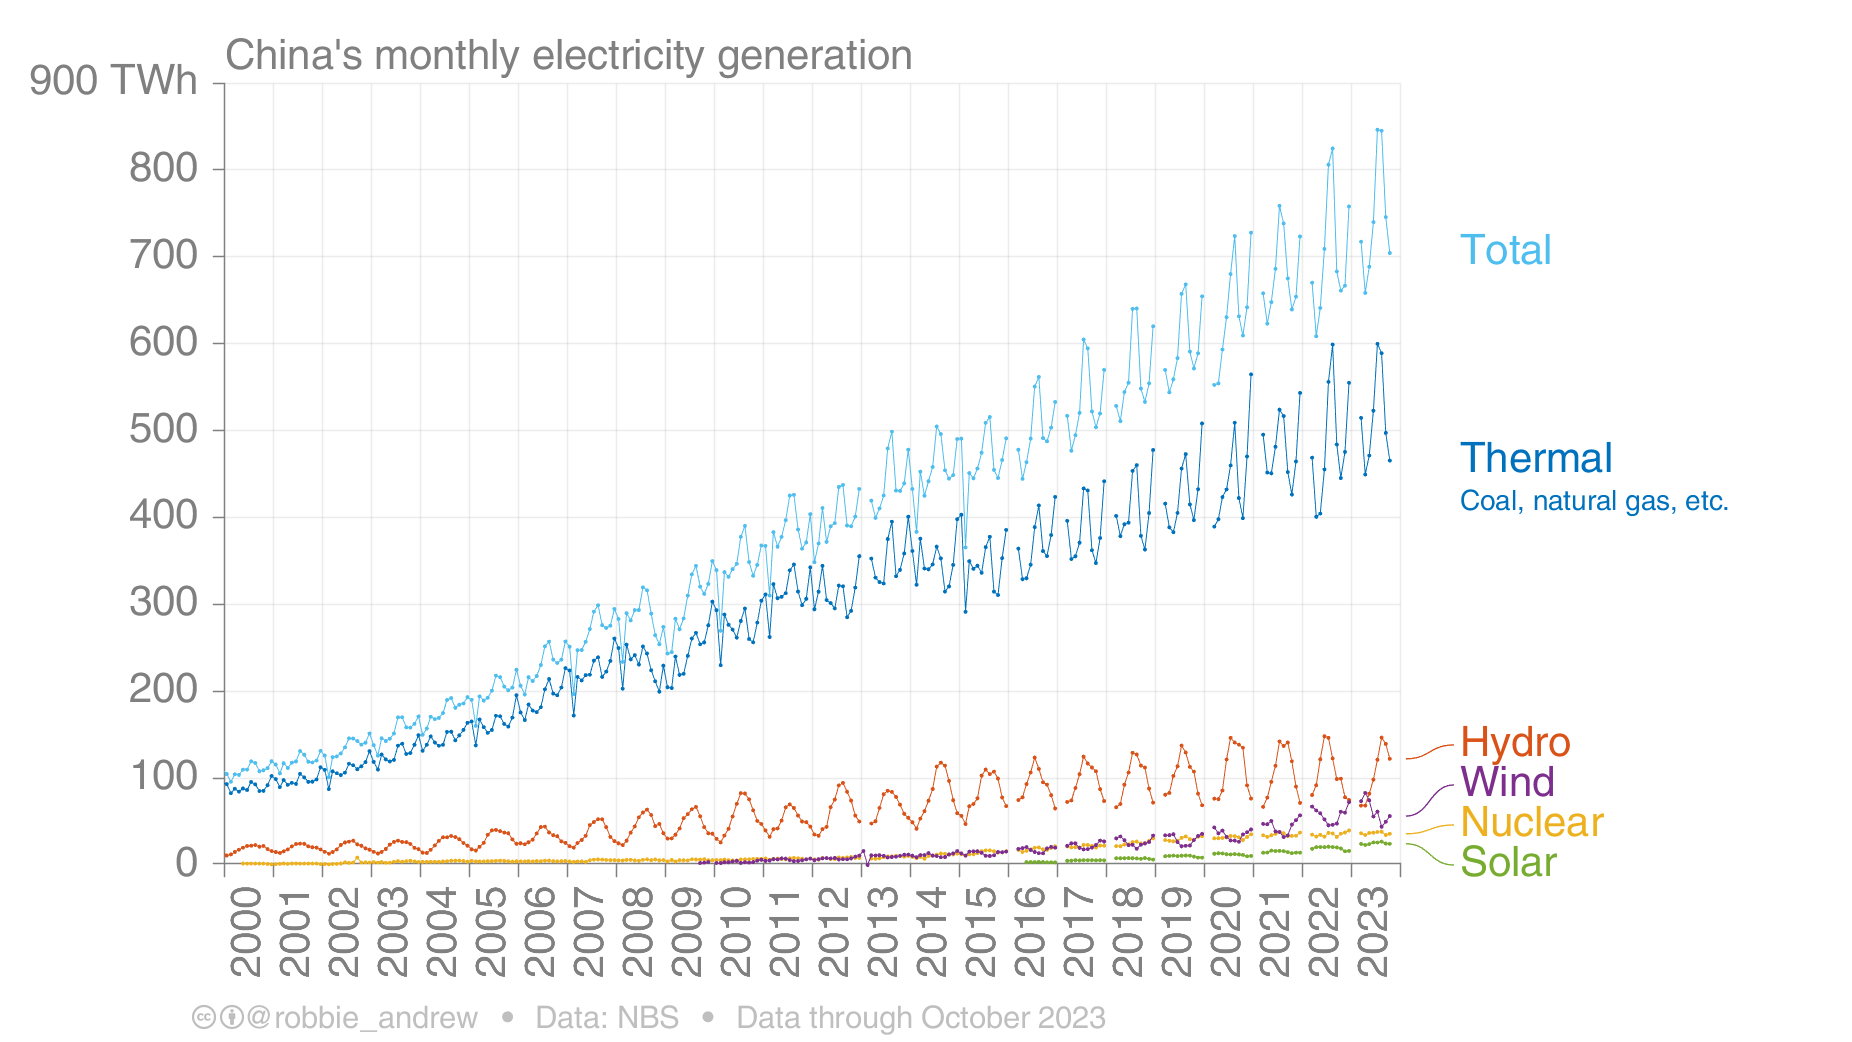 China's monthly electricity generation
900 TWh
800
700
600
500
400
300
200
100
0
Total
Thermal
Coal, natural gas, etc.
Hydro
Wind
Nuclear
Solar
2000 2001 2002 2003 2004 2005 2006 2007 2008 2009 2010 2011 2012 2013 2014 2015 2016 2017 2018 2019 2020 2021 2022 2023
@robbie_andrew • Data: NBS • Data through October 2023